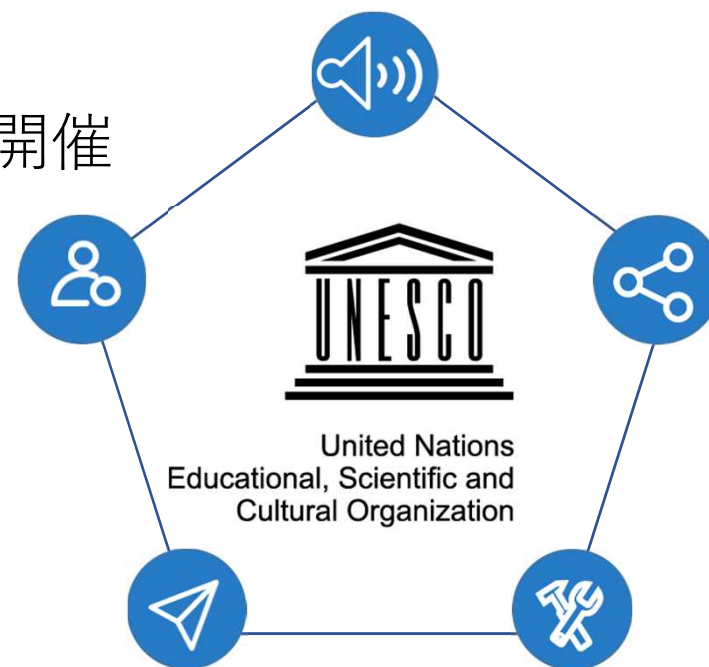 開催
UNESCO
United Nations
Educational, Scientific and
Cultural Organization